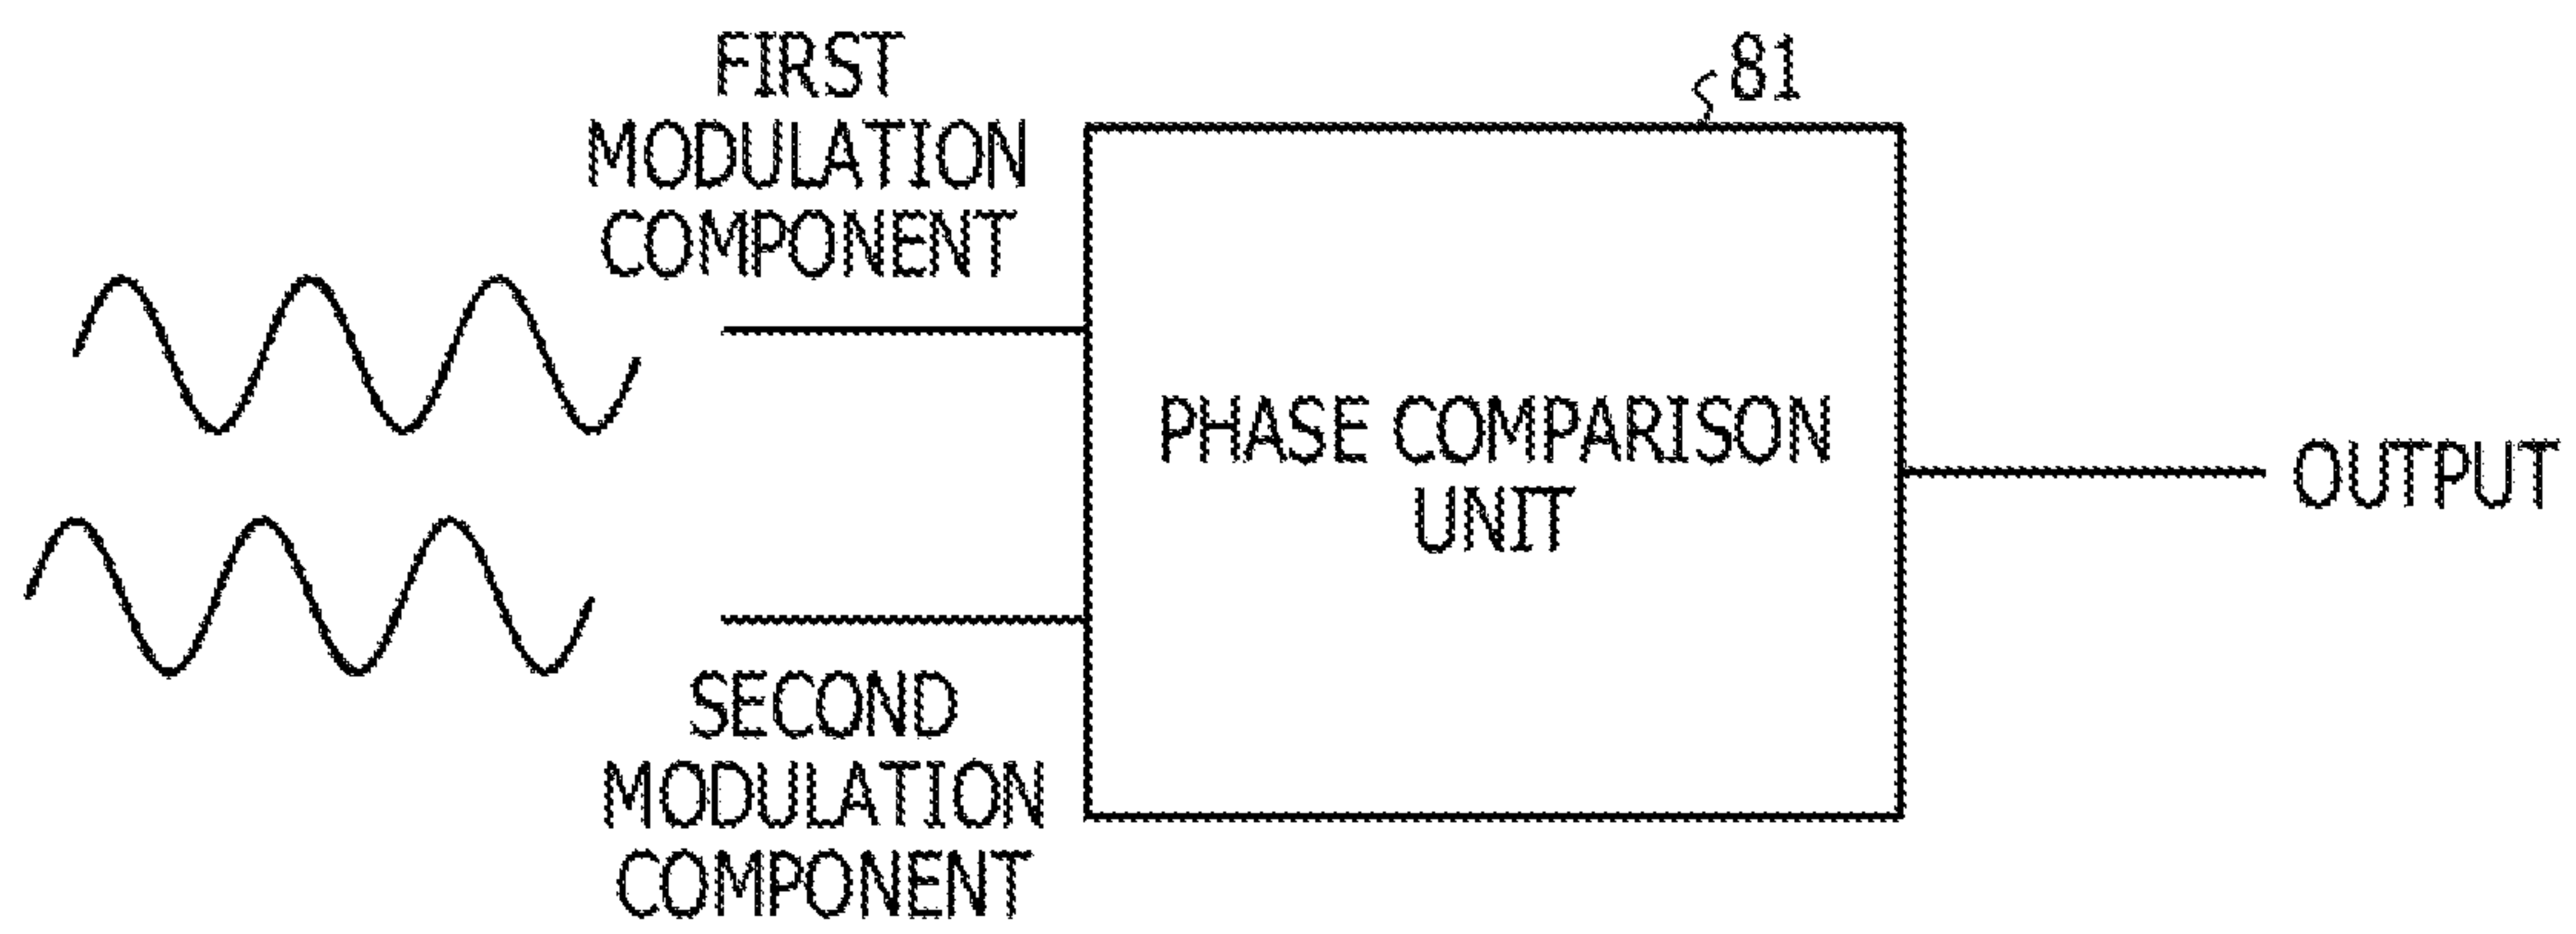 FIRST
MODULATION
COMPONENT
81
PHASE COMPARISON
UNIT
OUTPUT
SECOND
MODULATION
COMPONENT